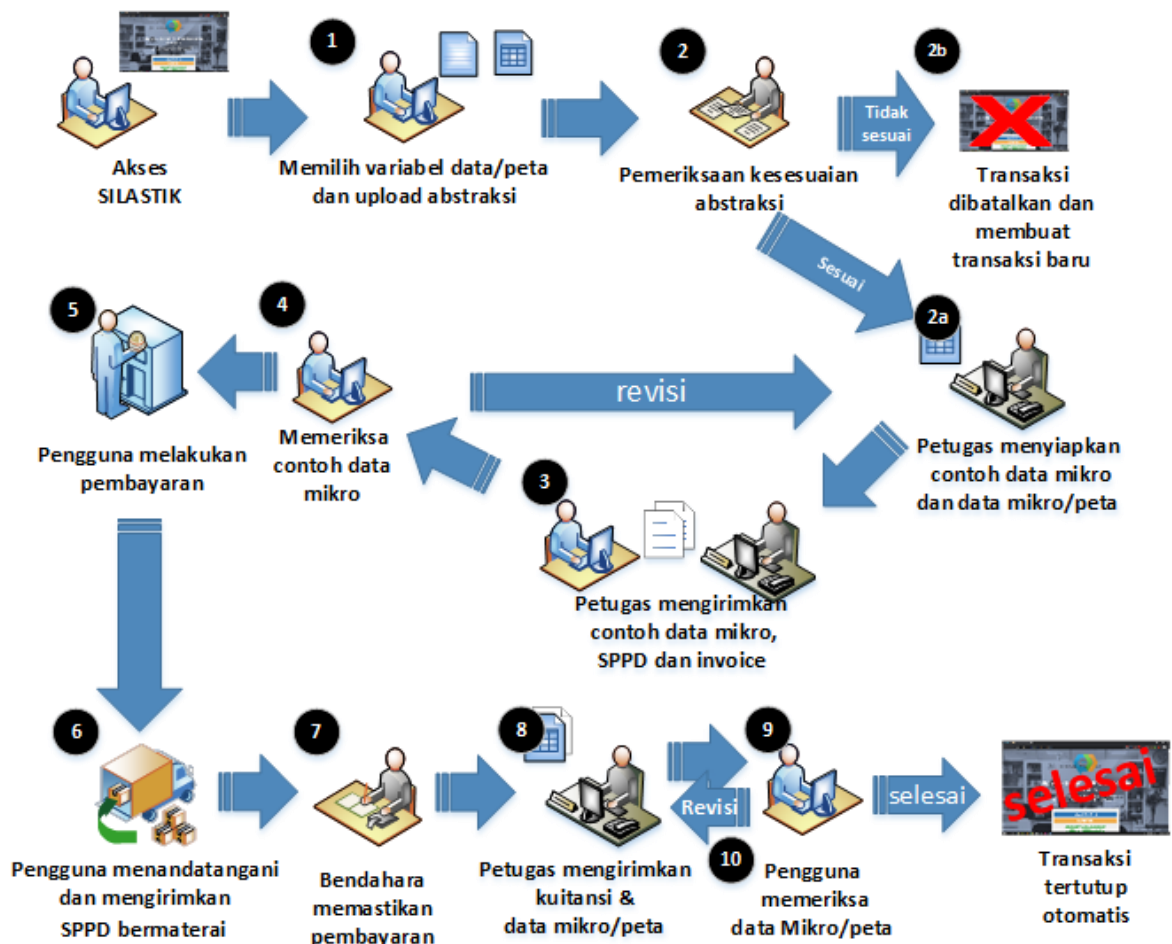 Akses
SILASTIK
1
Memilih variabel data/peta
dan upload abstraksi
2
Pemeriksaan kesesuaian
abstraksi
Tidak
sesuai
2b
Transaksi
dibatalkan dan
membuat
transaksi baru
Sesuai
2a
Petugas menyiapkan
contoh data mikro
dan data mikro/peta
3
Petugas mengirimkan
contoh data mikro,
SPPD dan invoice
4
Memeriksa
contoh data
mikro
revisi
5
Pengguna melakukan
pembayaran
6
Pengguna menandatangani
dan mengirimkan
SPPD bermaterai
7
Bendahara
memastikan
pembayaran
8
Petugas mengirimkan
kuitansi &
data mikro/peta
Revisi
9
10
Pengguna
memeriksa
data Mikro/peta
selesai
selesai
Transaksi
tertutup
otomatis